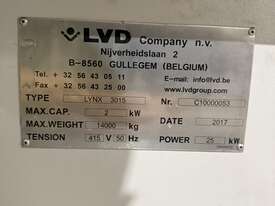 LVD Company n.v.
Nijverheidslaan 2
B-8560 GULLEGEM (BELGIUM)
Tel. + 32 56 43 05 11
Fax + 32 56 43 25 00
E-mail: info@lvd.be
www.lvdgroup.com
TYPE LYNX 3015 Nr. C10000053
MAX.CAP. 2 kW
MAX.WEIGHT 14000 kg DATE 2017
TENSION 415 V 50 Hz POWER 25 kW